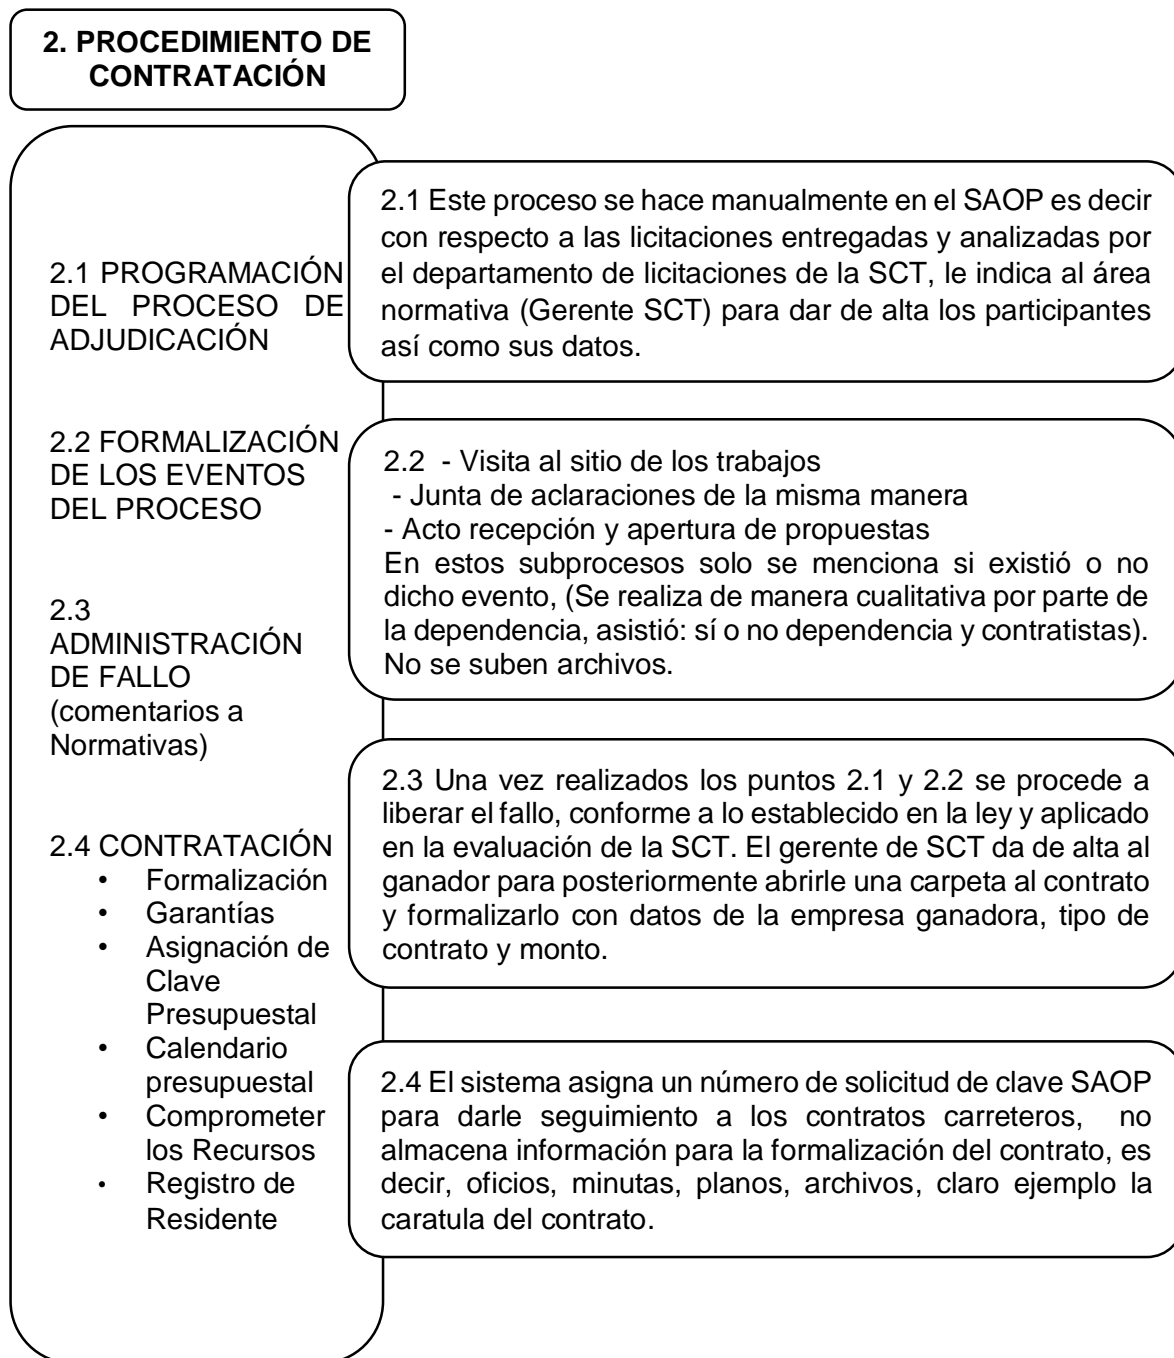 2. PROCEDIMIENTO DE
CONTRATACIÓN
2.1 PROGRAMACIÓN
DEL PROCESO DE
ADJUDICACIÓN
2.2 FORMALIZACIÓN
DE LOS EVENTOS
DEL PROCESO
2.3
ADMINISTRACIÓN
DE FALLO
(comentarios a
Normativas)
2.4 CONTRATACIÓN
• Formalización
• Garantías
• Asignación de
Clave
Presupuestal
• Calendario
presupuestal
• Comprometer
los Recursos
• Registro de
Residente
2.1 Este proceso se hace manualmente en el SAOP es decir
con respecto a las licitaciones entregadas y analizadas por
el departamento de licitaciones de la SCT, le indica al área
normativa (Gerente SCT) para dar de alta los participantes
así como sus datos.
2.2 - Visita al sitio de los trabajos
- Junta de aclaraciones de la misma manera
- Acto recepción y apertura de propuestas
En estos subprocesos solo se menciona si existió o no
dicho evento, (Se realiza de manera cualitativa por parte de
la dependencia, asistió: sí o no dependencia y contratistas).
No se suben archivos.
2.3 Una vez realizados los puntos 2.1 y 2.2 se procede a
liberar el fallo, conforme a lo establecido en la ley y aplicado
en la evaluación de la SCT. El gerente de SCT da de alta al
ganador para posteriormente abrirle una carpeta al contrato
y formalizarlo con datos de la empresa ganadora, tipo de
contrato y monto.
2.4 El sistema asigna un número de solicitud de clave SAOP
para darle seguimiento a los contratos carreteros, no
almacena información para la formalización del contrato, es
decir, oficios, minutas, planos, archivos, claro ejemplo la
caratula del contrato.